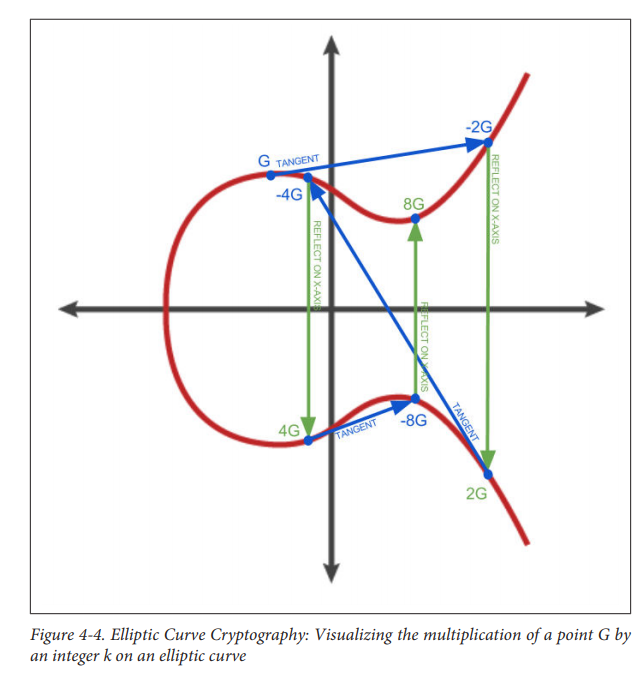 -2G
G TANGENT
-4G
REFLECT ON X-AXIS
8G
REFLECT ON X-AXIS
REFLECT ON X-AXIS
4G
TANGENT
-8G
TANGENT
2G
Figure 4-4. Elliptic Curve Cryptography: Visualizing the multiplication of a point G by
an integer k on an elliptic curve